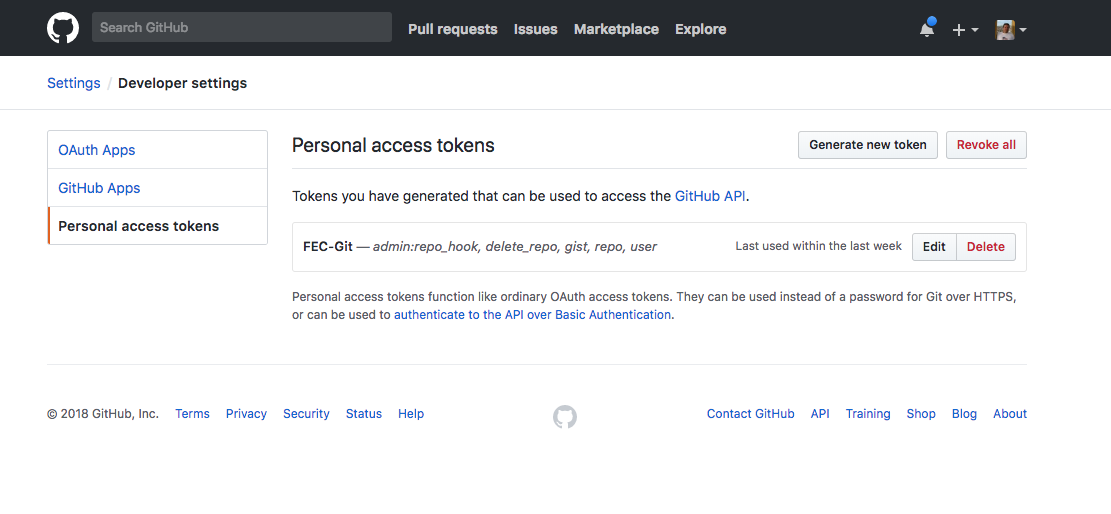 Search GitHub Pull requests Issues Marketplace Explore
Settings / Developer settings
OAuth Apps
GitHub Apps
Personal access tokens
Personal access tokens Generate new token Revoke all
Tokens you have generated that can be used to access the GitHub API.
FEC-Git — admin:repo_hook, delete_repo, gist, repo, user Last used within the last week Edit Delete
Personal access tokens function like ordinary OAuth access tokens. They can be used instead of a password for Git over HTTPS,
or can be used to authenticate to the API over Basic Authentication.
© 2018 GitHub, Inc. Terms Privacy Security Status Help Contact GitHub API Training Shop Blog About